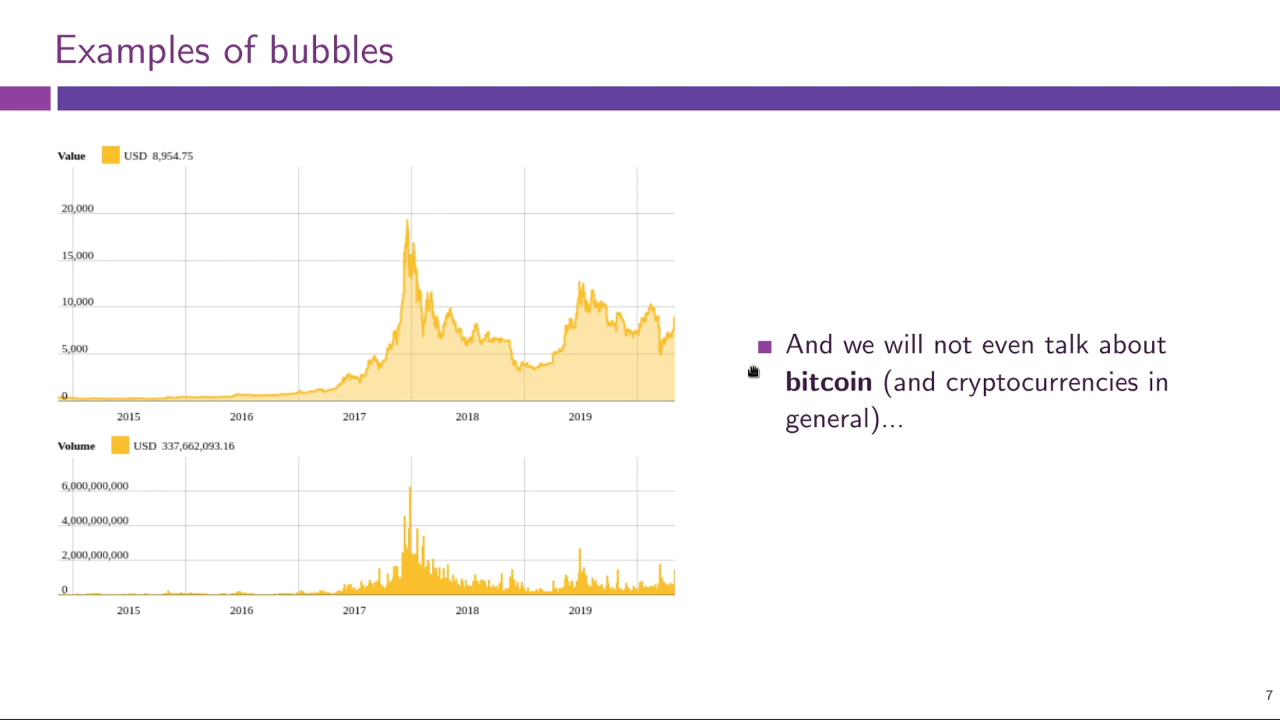 Examples of bubbles
Value USD 8,954.75
20,000
15,000
10,000
5,000
0
2015 2016 2017 2018 2019
Volume USD 337,662,093.16
6,000,000,000
4,000,000,000
2,000,000,000
0
2015 2016 2017 2018 2019
And we will not even talk about
bitcoin (and cryptocurrencies in
general)...
7